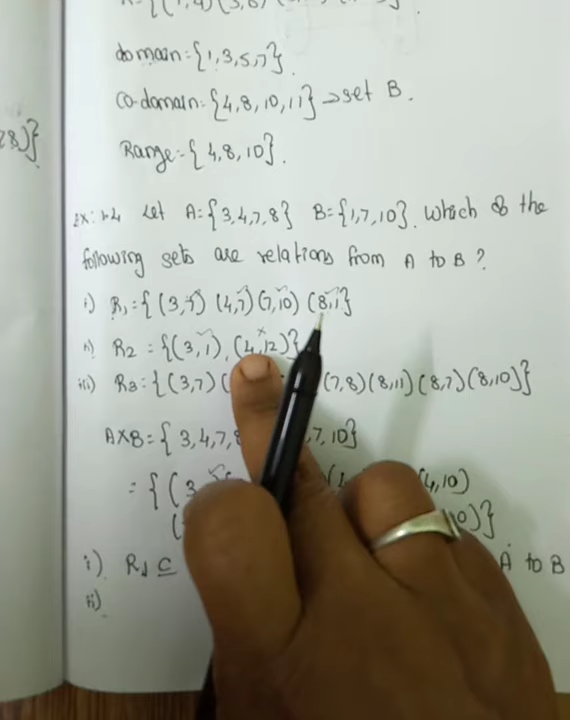 28)}
domain={1,3,5,7}
Co-domain={4,8,10,11} → set B.
Range={4,8,10}.
Ex: 1.4 Let A={3,4,7,8} B={1,7,10}. Which of the
following sets are relations from A to B?
i) R1={(3,7) (4,7)(7,10) (8,1}
ii) R2={(3,1), (4,12)}
iii) R3={(3,7)( (7,8)(8,11)(8,7)(8,10)}
A×B={3,4,7,8 ,7,10}
={(3 (4,10)
0)}
i) R1 ⊆ A to B
ii)